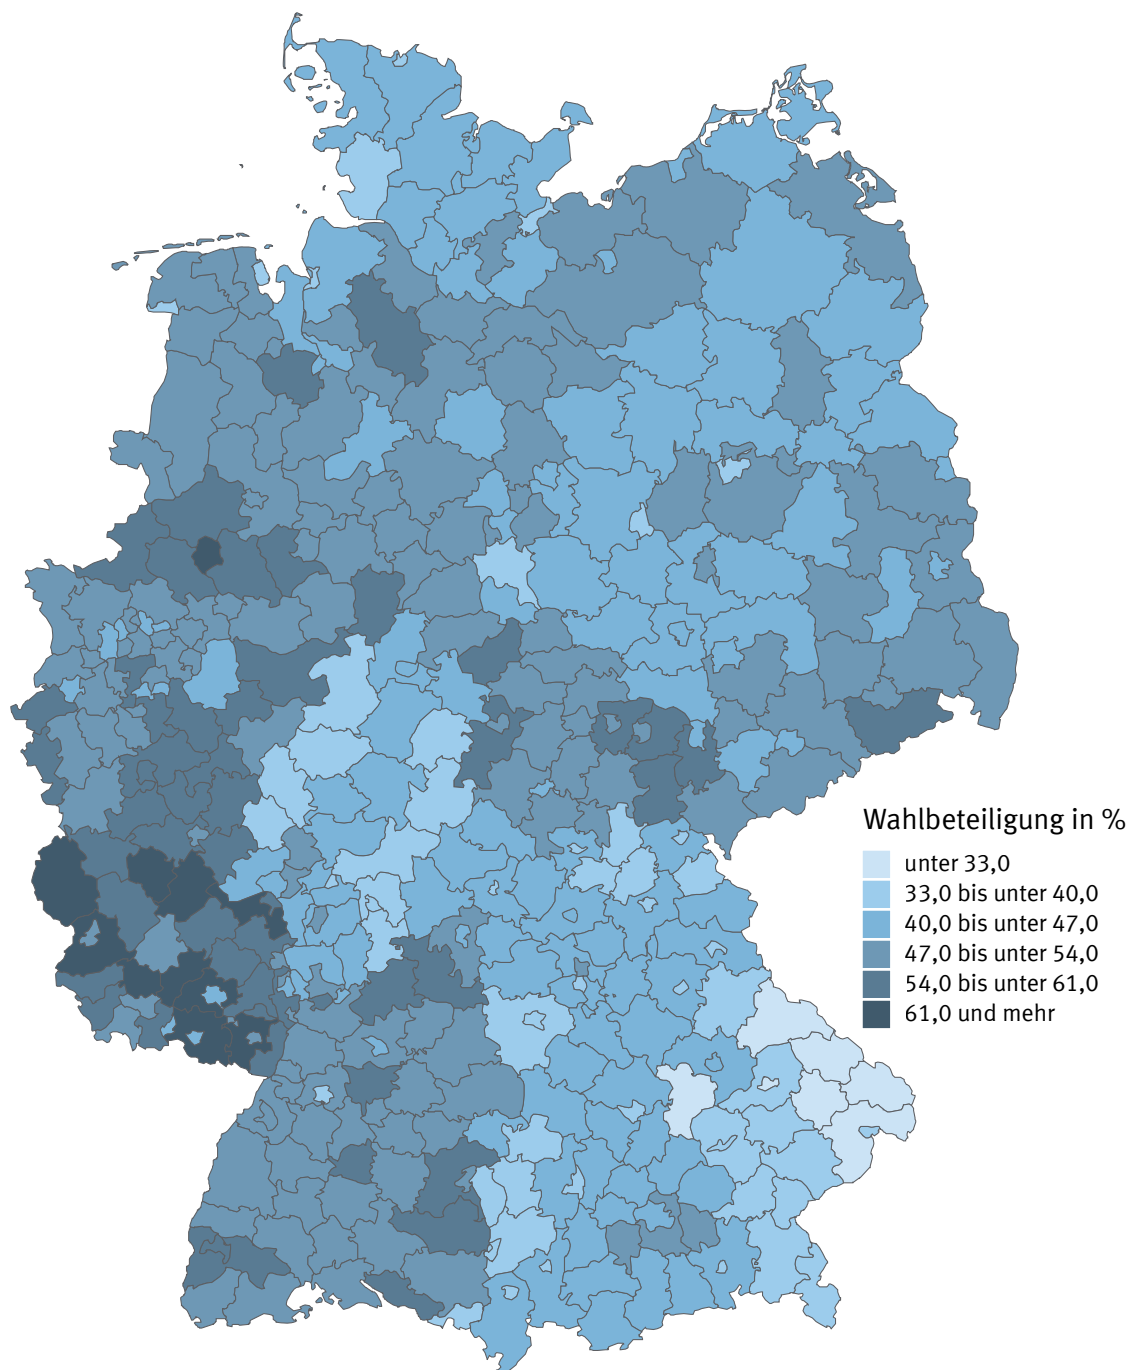 Wahlbeteiligung in %
unter 33,0
33,0 bis unter 40,0
40,0 bis unter 47,0
47,0 bis unter 54,0
54,0 bis unter 61,0
61,0 und mehr